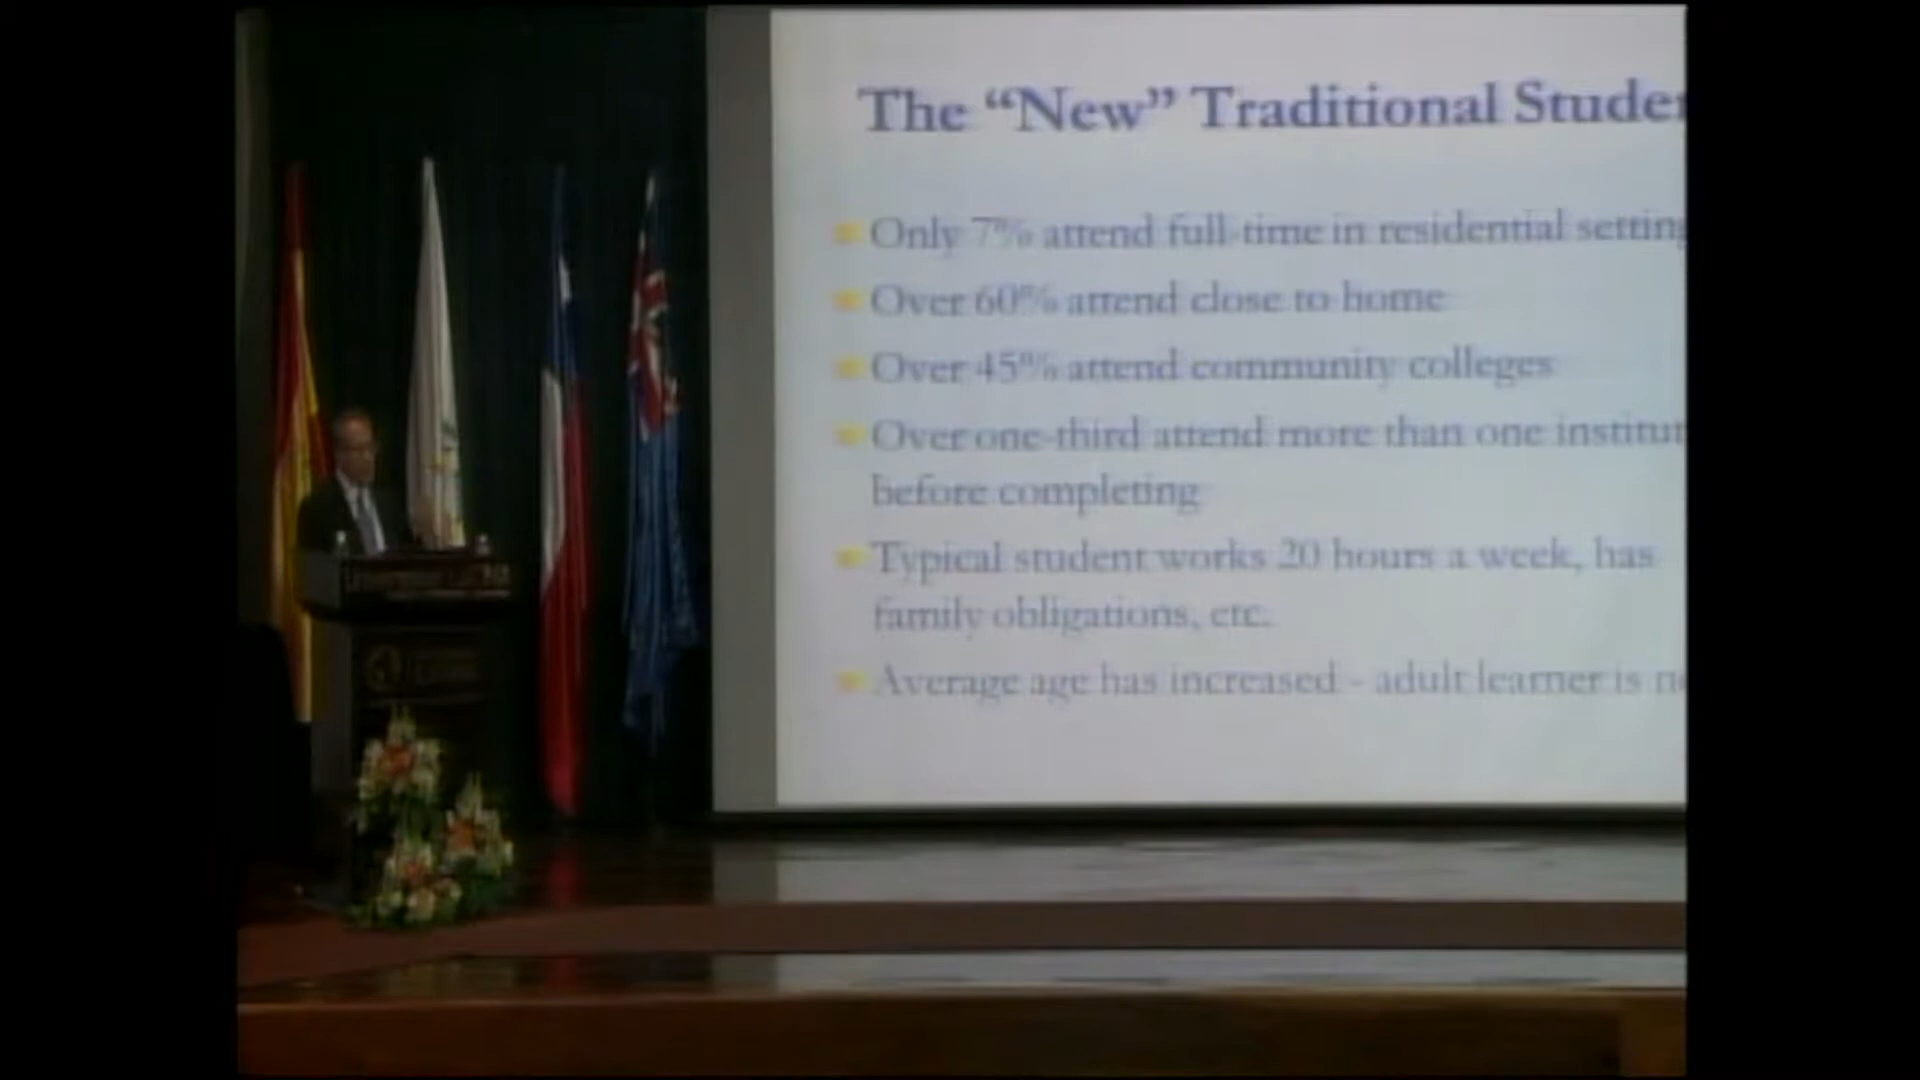 The “New” Traditional Studen
Only 7% attend full-time in residential setting
Over 60% attend close to home
Over 45% attend community colleges
Over one-third attend more than one institut
before completing
Typical student works 20 hours a week, has
family obligations, etc.
Average age has increased - adult learner is n